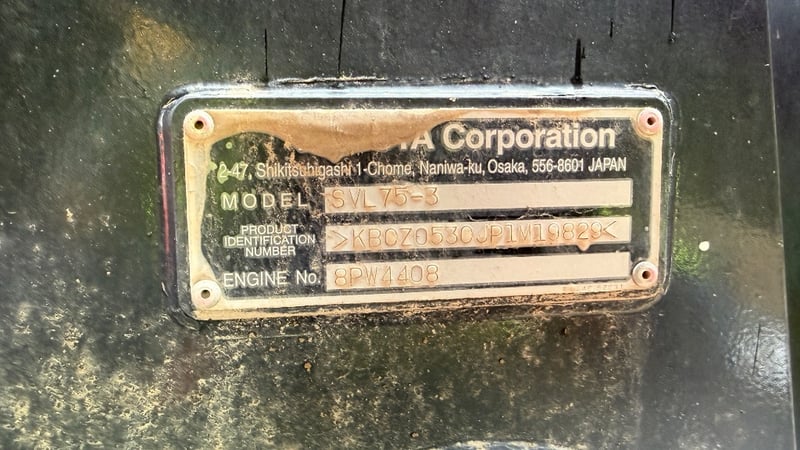 TA Corporation
2-47, Shikitsuhigashi 1-Chome, Naniwa-ku, Osaka, 556-8601 JAPAN
MODEL SVL75-3
PRODUCT IDENTIFICATION NUMBER >KBCZ0530JP1M19829<
ENGINE No. 8PW4408